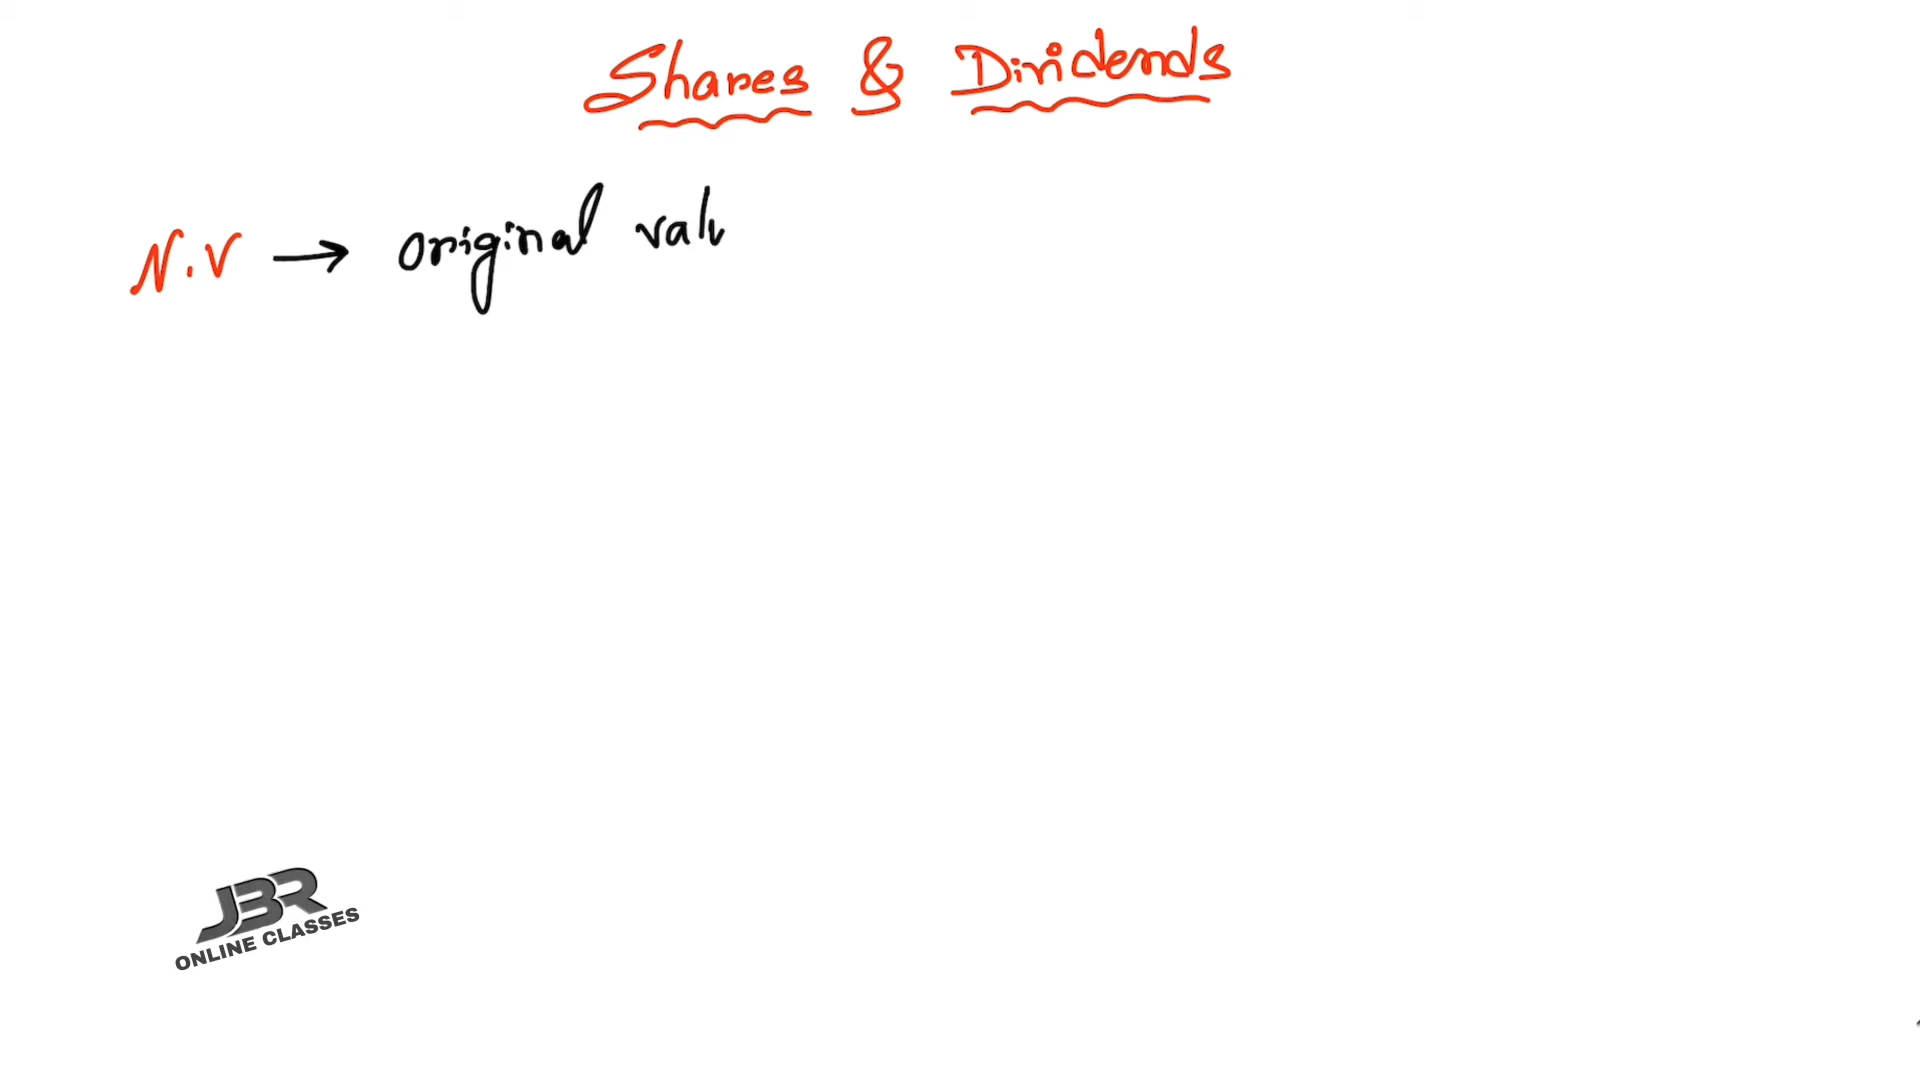 Shares & Dividends
N.V → original valu
JBR
ONLINE CLASSES